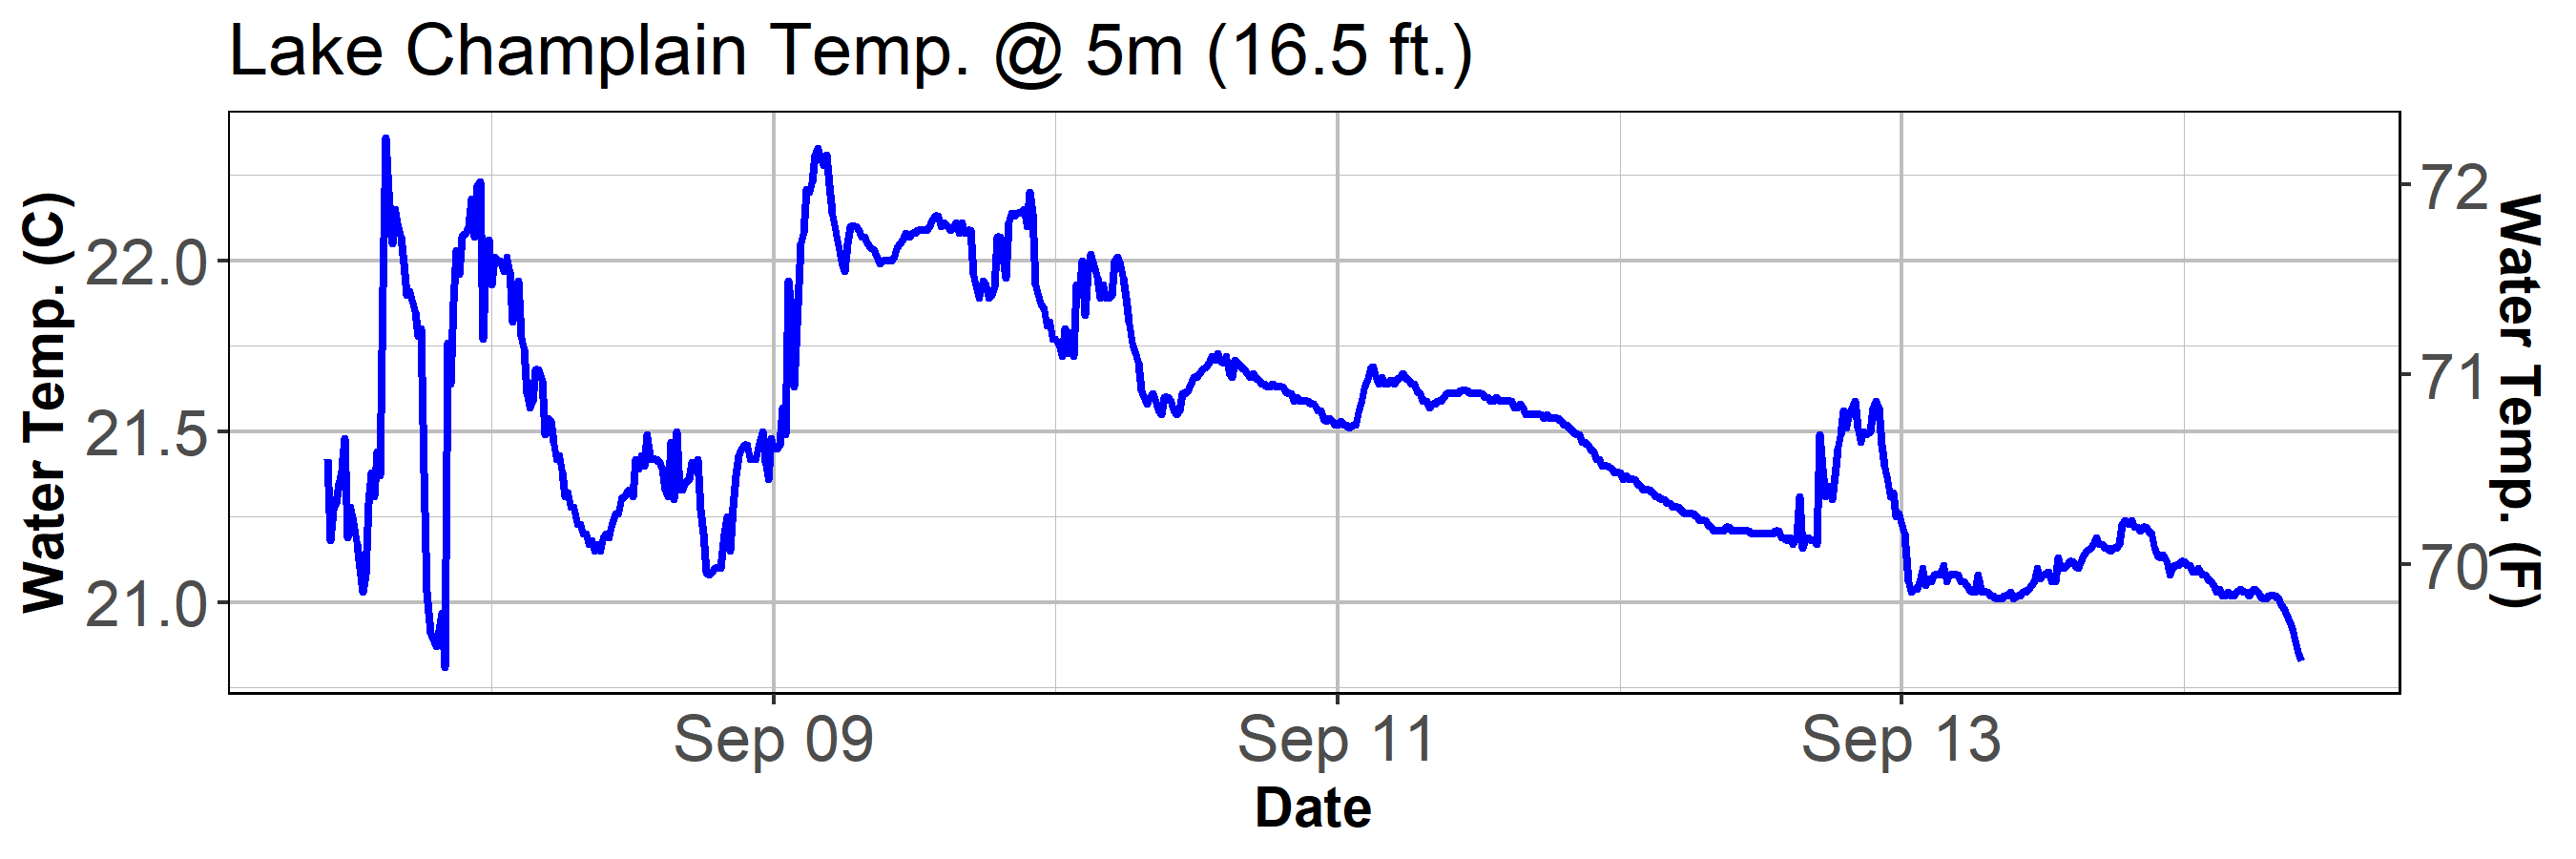 Lake Champlain Temp. @ 5m (16.5 ft.)
Water Temp. (C)
22.0
21.5
21.0
72
71
70
Water Temp. (F)
Sep 09 Sep 11 Sep 13
Date